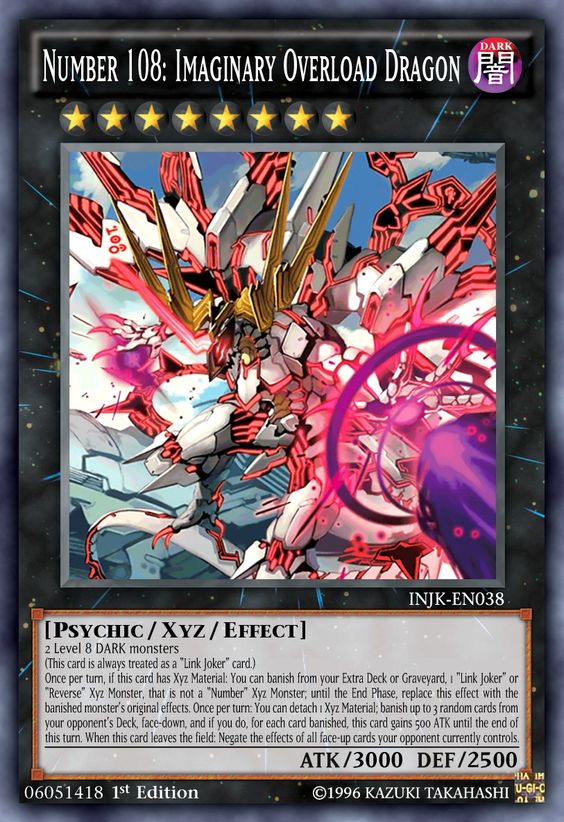 NUMBER 108: IMAGINARY OVERLOAD DRAGON
DARK
闇
108
INJK-EN038
[PSYCHIC / XYZ / EFFECT]
2 Level 8 DARK monsters
(This card is always treated as a "Link Joker" card.)
Once per turn, if this card has Xyz Material: You can banish from your Extra Deck or Graveyard, 1 "Link Joker" or
"Reverse" Xyz Monster, that is not a "Number" Xyz Monster; until the End Phase, replace this effect with the
banished monster's original effects. Once per turn: You can detach 1 Xyz Material; banish up to 3 random cards from
your opponent's Deck, face-down, and if you do, for each card banished, this card gains 500 ATK until the end of
this turn. When this card leaves the field: Negate the effects of all face-up cards your opponent currently controls.
ATK/3000 DEF/2500
06051418 1st Edition
©1996 KAZUKI TAKAHASHI